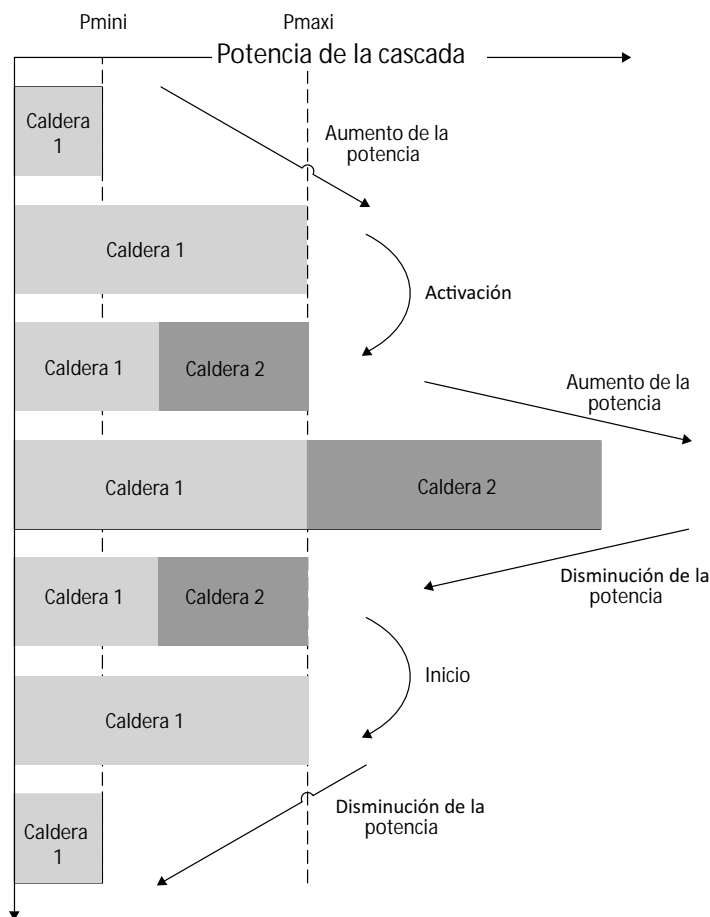 Pmini Pmaxi
Potencia de la cascada
Caldera
1
Aumento de la
potencia
Caldera 1
Activación
Caldera 1 Caldera 2
Aumento de la
potencia
Caldera 1 Caldera 2
Disminución de la
potencia
Caldera 1 Caldera 2
Inicio
Caldera 1
Disminución de la
potencia
Caldera
1